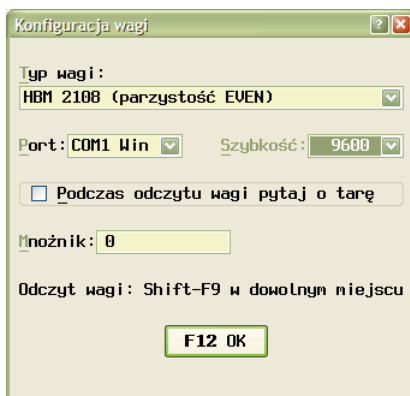 Konfiguracja wagi
Typ wagi:
HBM 2108 (parzystość EVEN)
Port: COM1 Win Szybkość: 9600
Podczas odczytu wagi pytaj o tarę
Mnożnik: 0
Odczyt wagi: Shift-F9 w dowolnym miejscu
F12 OK